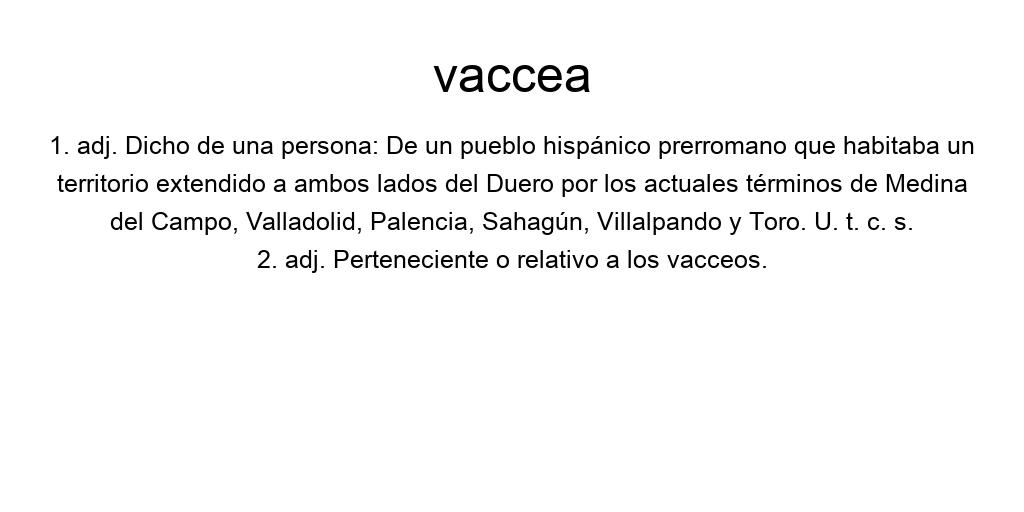 vaccea
1. adj. Dicho de una persona: De un pueblo hispánico prerromano que habitaba un
territorio extendido a ambos lados del Duero por los actuales términos de Medina
del Campo, Valladolid, Palencia, Sahagún, Villalpando y Toro. U. t. c. s.
2. adj. Perteneciente o relativo a los vacceos.